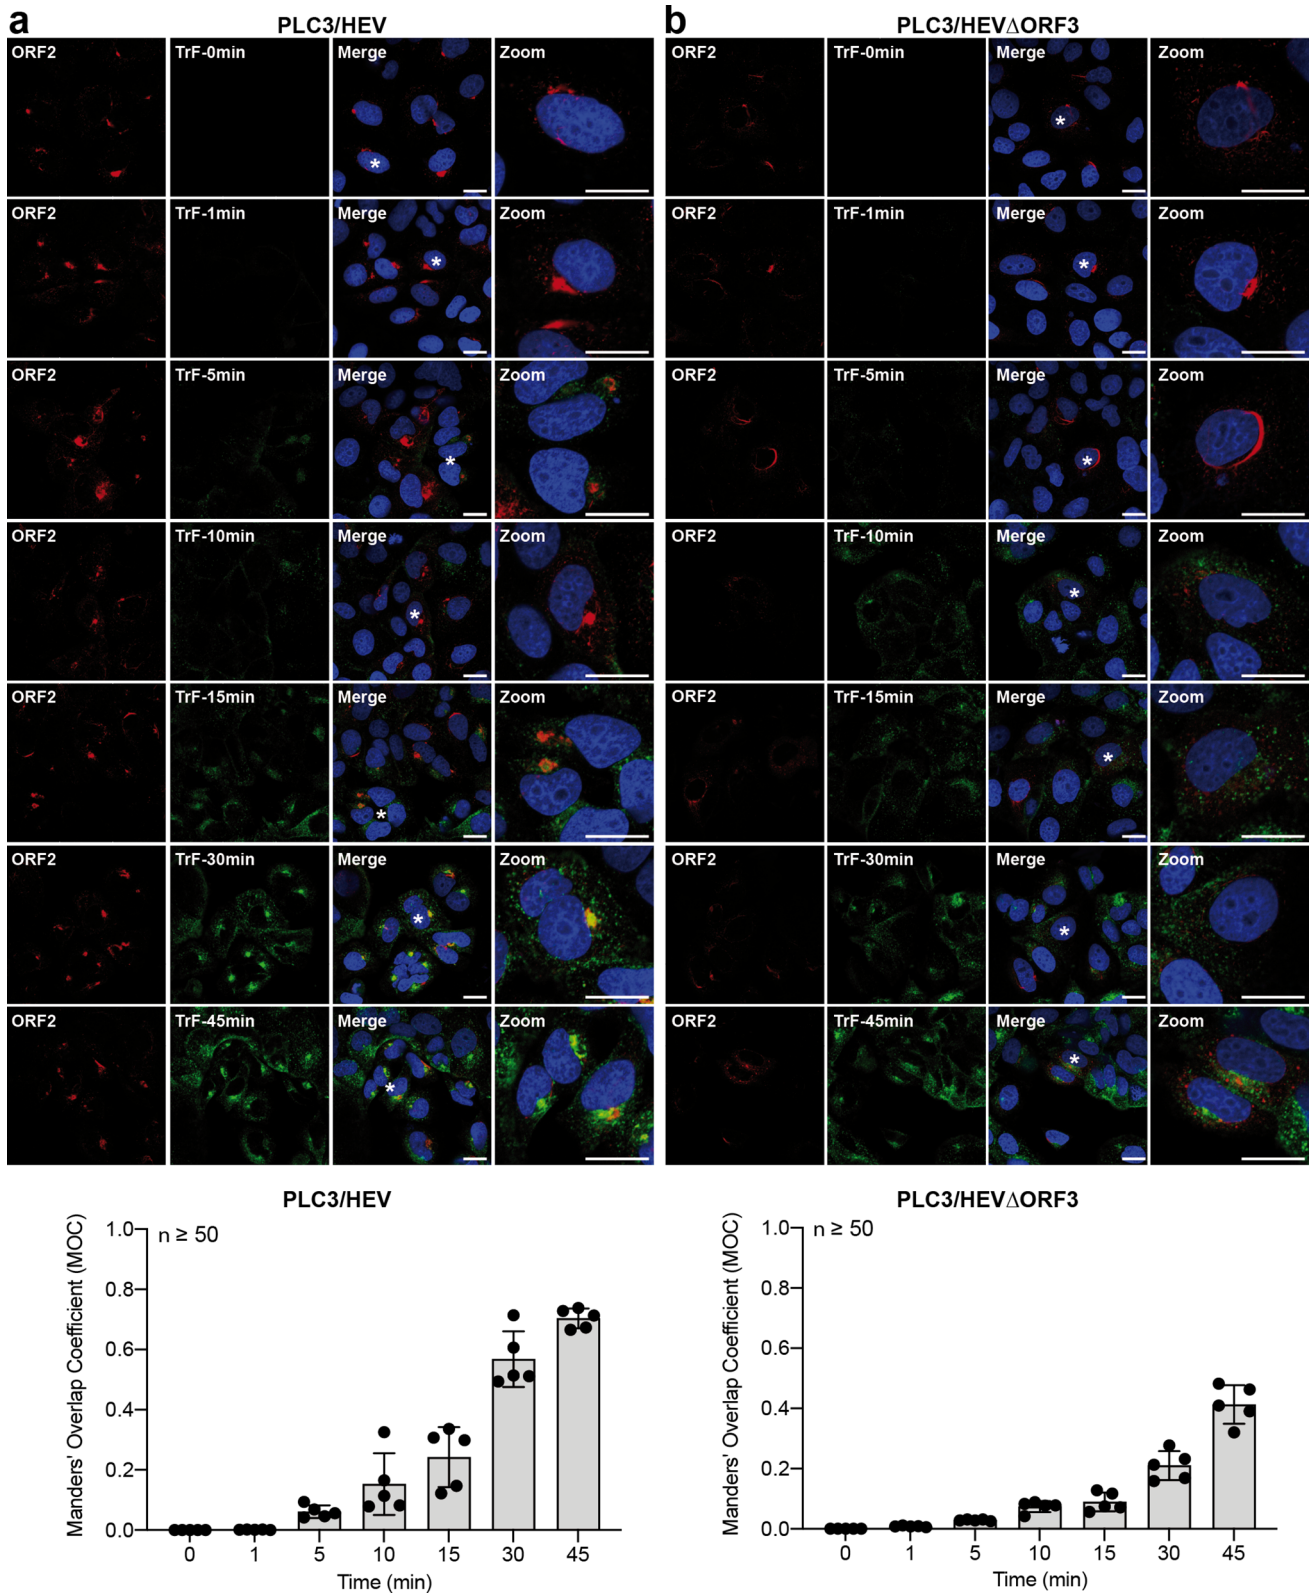 a
PLC3/HEV
ORF2 TrF-0min Merge Zoom
*
ORF2 TrF-1min Merge Zoom
*
ORF2 TrF-5min Merge Zoom
*
ORF2 TrF-10min Merge Zoom
*
ORF2 TrF-15min Merge Zoom
*
ORF2 TrF-30min Merge Zoom
*
ORF2 TrF-45min Merge Zoom
*
PLC3/HEV
n ≥ 50
Manders' Overlap Coefficient (MOC)
1.0
0.8
0.6
0.4
0.2
0.0
0 1 5 10 15 30 45
Time (min)
b
PLC3/HEVΔORF3
ORF2 TrF-0min Merge Zoom
*
ORF2 TrF-1min Merge Zoom
*
ORF2 TrF-5min Merge Zoom
*
ORF2 TrF-10min Merge Zoom
*
ORF2 TrF-15min Merge Zoom
*
ORF2 TrF-30min Merge Zoom
*
ORF2 TrF-45min Merge Zoom
*
PLC3/HEVΔORF3
n ≥ 50
Manders' Overlap Coefficient (MOC)
1.0
0.8
0.6
0.4
0.2
0.0
0 1 5 10 15 30 45
Time (min)